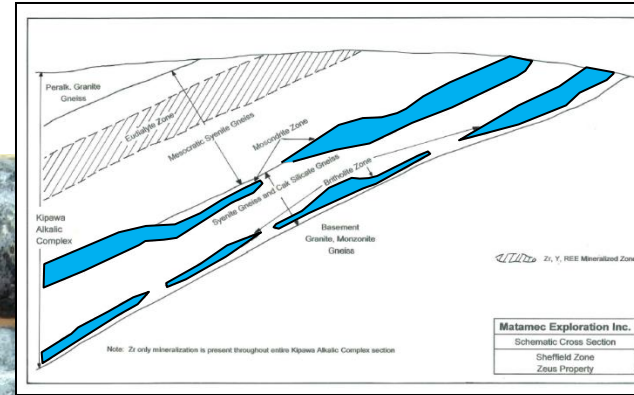 Peralk. Granite
Gneiss
Eudialyte Zone
Mesocratic Syenite Gneiss
Mosondrite Zone
Syenite Gneiss and Calc Silicate Gneiss
Britholite Zone
Kipawa
Alkalic
Complex
Basement
Granite, Monzonite
Gneiss
Zr, Y, REE Mineralized Zone
Note: Zr only mineralization is present throughout entire Kipawa Alkalic Complex section
Matamec Exploration Inc.
Schematic Cross Section
Sheffield Zone
Zeus Property